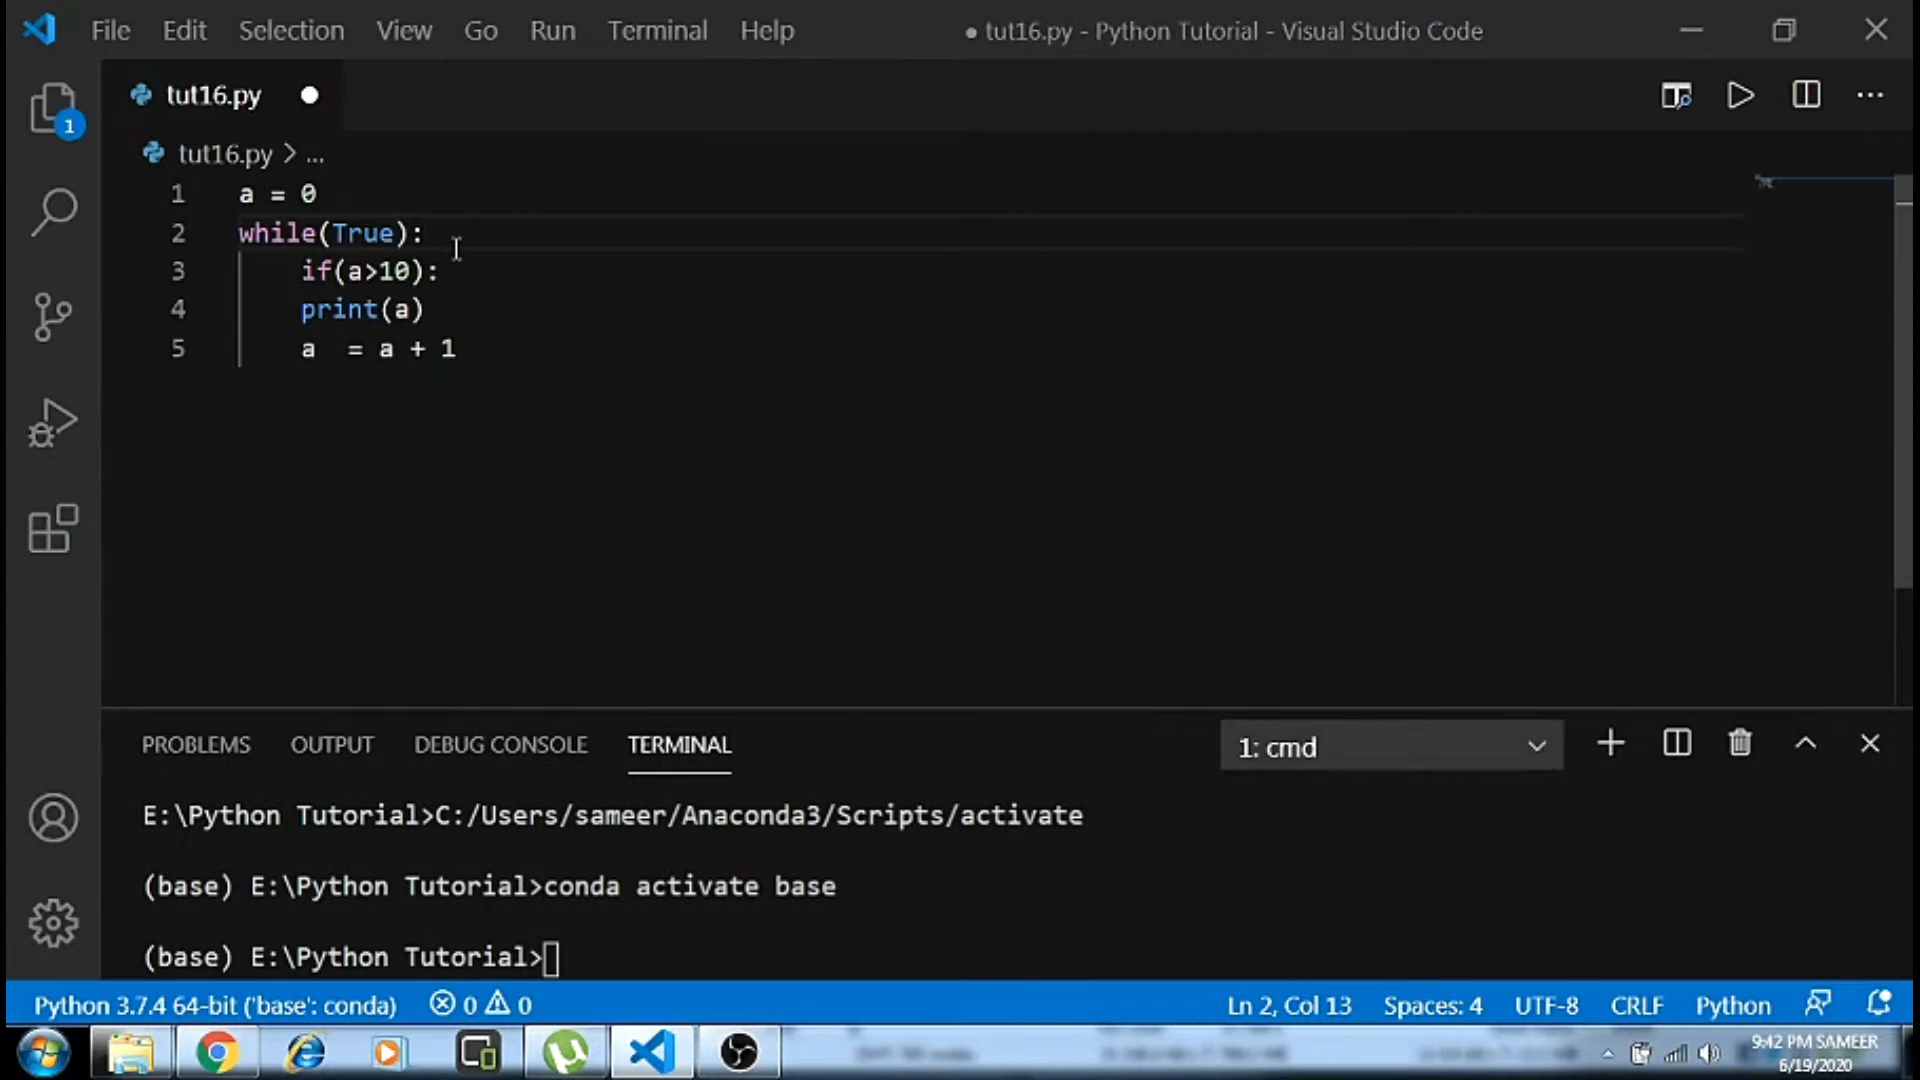 File Edit Selection View Go Run Terminal Help ● tut16.py - Python Tutorial - Visual Studio Code
tut16.py
tut16.py > ...
1 a = 0
2 while(True):
3     if(a>10):
4     print(a)
5     a  = a + 1
1
PROBLEMS OUTPUT DEBUG CONSOLE TERMINAL 1: cmd
E:\Python Tutorial>C:/Users/sameer/Anaconda3/Scripts/activate
(base) E:\Python Tutorial>conda activate base
(base) E:\Python Tutorial>
Python 3.7.4 64-bit ('base': conda) 0 0 Ln 2, Col 13 Spaces: 4 UTF-8 CRLF Python
9:42 PM SAMEER
6/19/2020